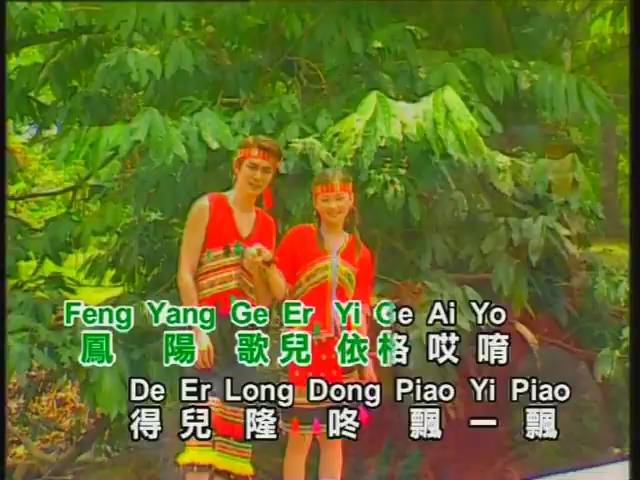 Feng Yang Ge Er Yi Ge Ai Yo
鳳 陽 歌兒 依格 哎 唷
De Er Long Dong Piao Yi Piao
得 兒 隆 咚 飄 一 飄